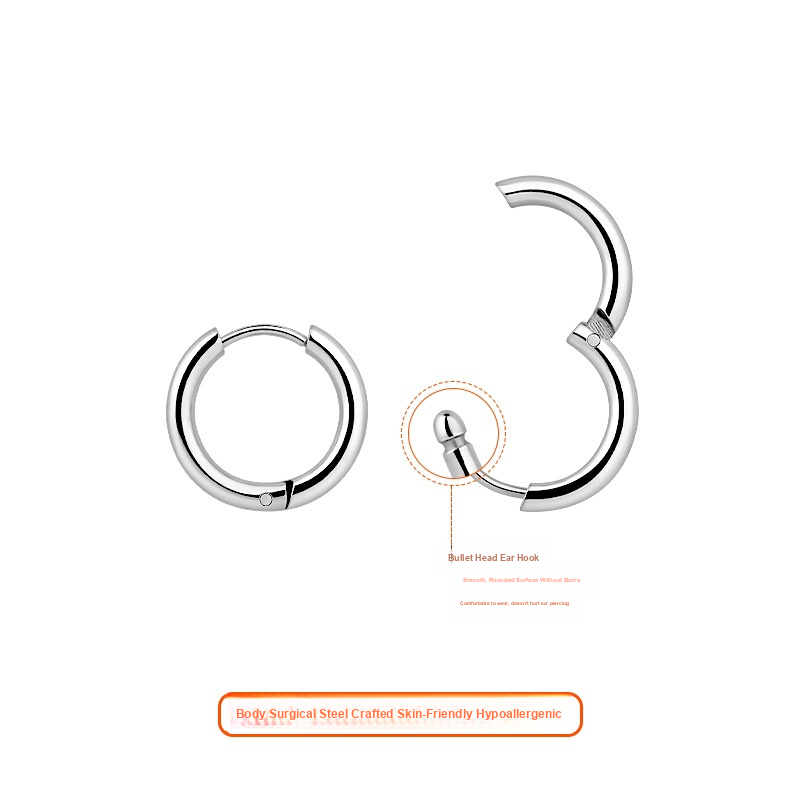 Bullet Head Ear Hook
Smooth, Rounded Surface Without Burrs
Comfortable to wear, doesn't hurt ear piercing
Body Surgical Steel Crafted Skin-Friendly Hypoallergenic